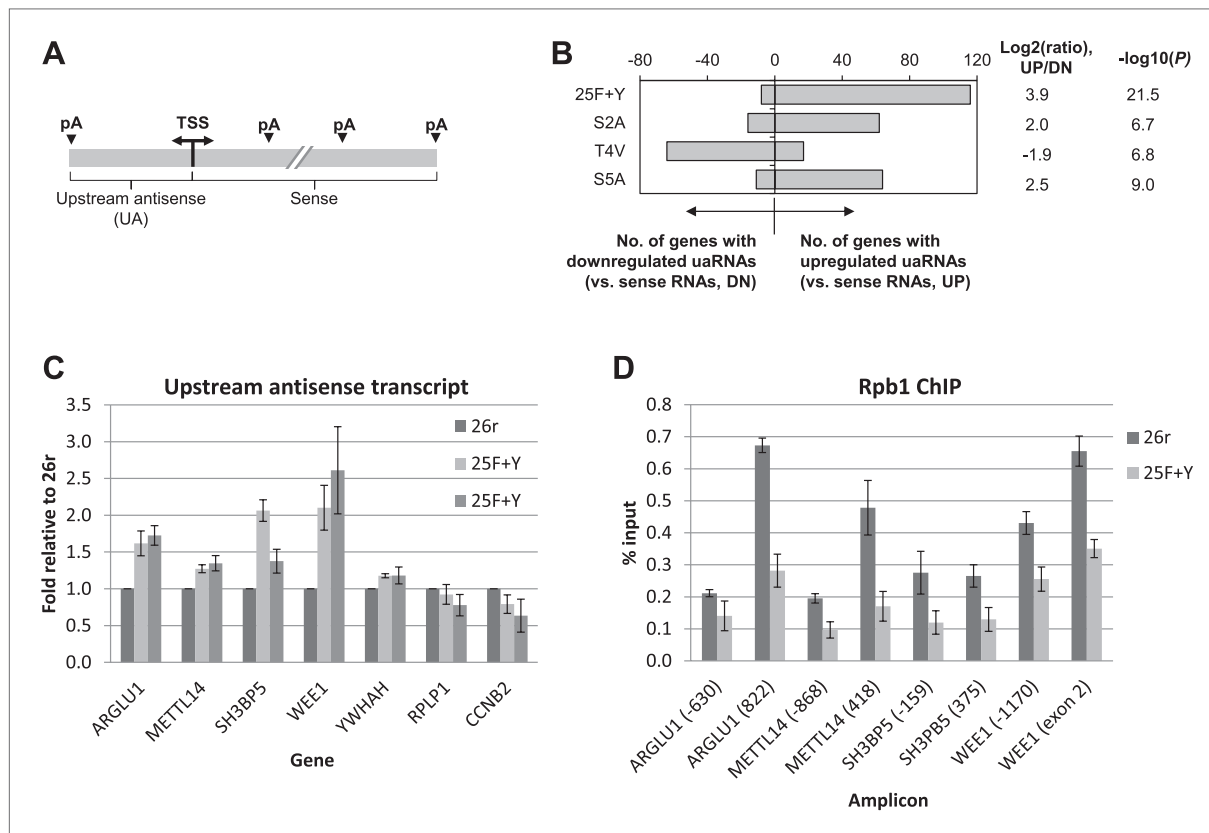 A
pA
TSS
pA
pA
pA
Upstream antisense
(UA)
Sense
B
-80
-40
0
40
80
120
Log2(ratio),
UP/DN
-log10(P)
25F+Y
3.9
21.5
S2A
2.0
6.7
T4V
-1.9
6.8
S5A
2.5
9.0
No. of genes with
downregulated uaRNAs
(vs. sense RNAs, DN)
No. of genes with
upregulated uaRNAs
(vs. sense RNAs, UP)
C
Upstream antisense transcript
Fold relative to 26r
3.5
3.0
2.5
2.0
1.5
1.0
0.5
0.0
26r
25F+Y
25F+Y
ARGLU1
METTL14
SH3BP5
WEE1
YWHAH
RPLP1
CCNB2
Gene
D
Rpb1 ChIP
% input
0.8
0.7
0.6
0.5
0.4
0.3
0.2
0.1
0.0
26r
25F+Y
ARGLU1 (-630)
ARGLU1 (822)
METTL14 (-868)
METTL14 (418)
SH3BP5 (-159)
SH3PB5 (375)
WEE1 (-1170)
WEE1 (exon 2)
Amplicon